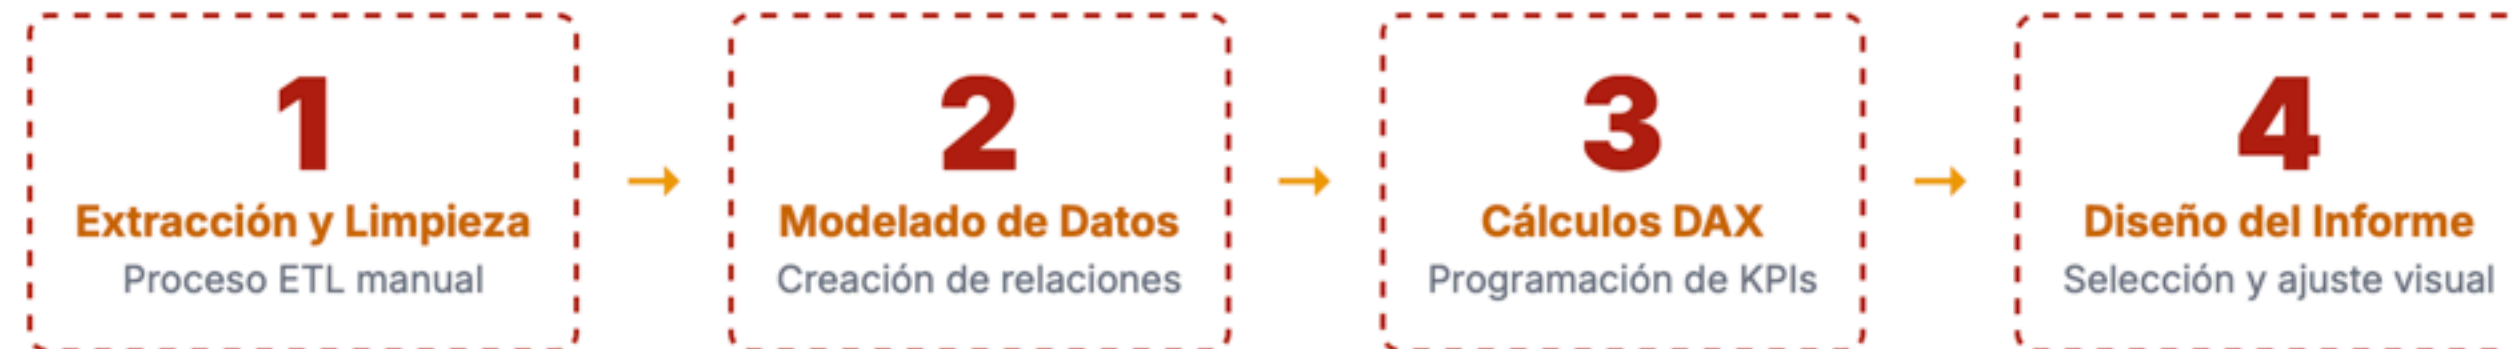 1
Extracción y Limpieza
Proceso ETL manual
→
2
Modelado de Datos
Creación de relaciones
→
3
Cálculos DAX
Programación de KPIs
→
4
Diseño del Informe
Selección y ajuste visual